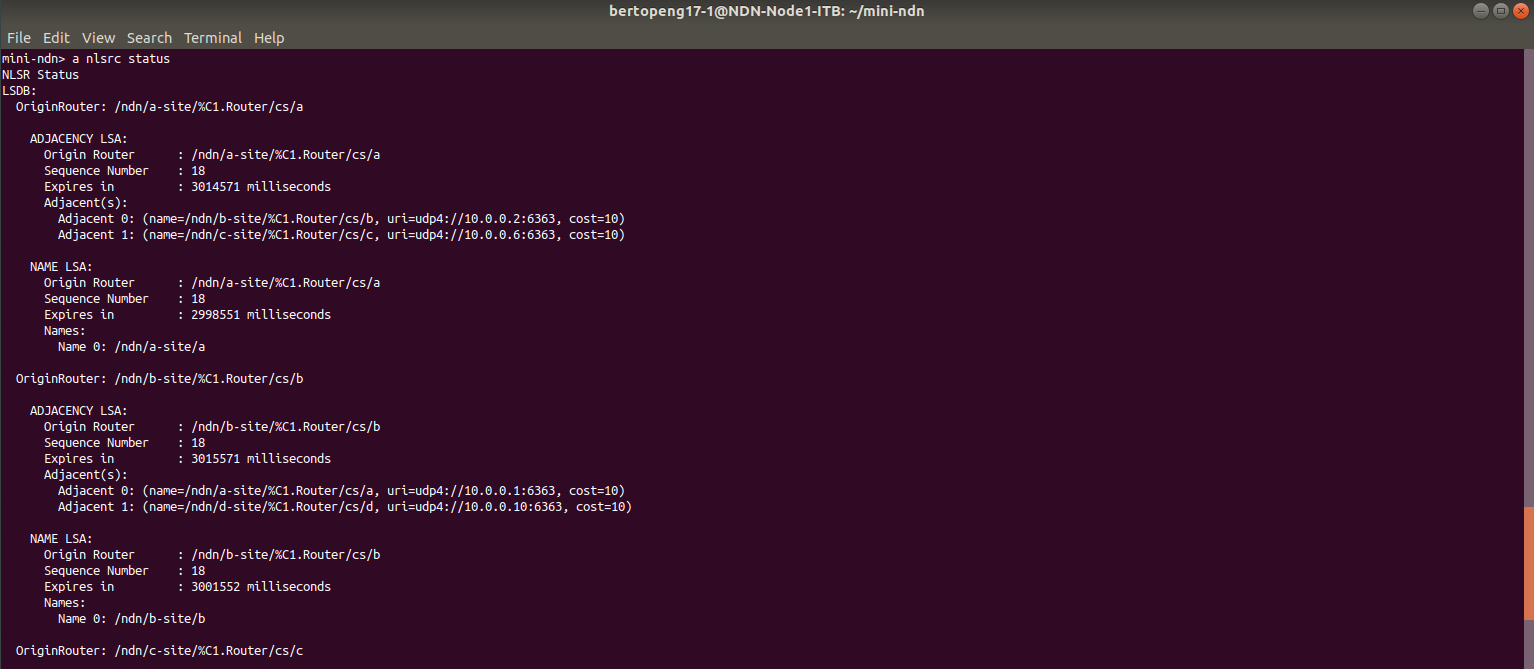 bertopeng17-1@NDN-Node1-ITB: ~/mini-ndn
File Edit View Search Terminal Help
mini-ndn> a nlsrc status
NLSR Status
LSDB:
  OriginRouter: /ndn/a-site/%C1.Router/cs/a

    ADJACENCY LSA:
      Origin Router      : /ndn/a-site/%C1.Router/cs/a
      Sequence Number    : 18
      Expires in         : 3014571 milliseconds
      Adjacent(s):
        Adjacent 0: (name=/ndn/b-site/%C1.Router/cs/b, uri=udp4://10.0.0.2:6363, cost=10)
        Adjacent 1: (name=/ndn/c-site/%C1.Router/cs/c, uri=udp4://10.0.0.6:6363, cost=10)

    NAME LSA:
      Origin Router      : /ndn/a-site/%C1.Router/cs/a
      Sequence Number    : 18
      Expires in         : 2998551 milliseconds
      Names:
        Name 0: /ndn/a-site/a

  OriginRouter: /ndn/b-site/%C1.Router/cs/b

    ADJACENCY LSA:
      Origin Router      : /ndn/b-site/%C1.Router/cs/b
      Sequence Number    : 18
      Expires in         : 3015571 milliseconds
      Adjacent(s):
        Adjacent 0: (name=/ndn/a-site/%C1.Router/cs/a, uri=udp4://10.0.0.1:6363, cost=10)
        Adjacent 1: (name=/ndn/d-site/%C1.Router/cs/d, uri=udp4://10.0.0.10:6363, cost=10)

    NAME LSA:
      Origin Router      : /ndn/b-site/%C1.Router/cs/b
      Sequence Number    : 18
      Expires in         : 3001552 milliseconds
      Names:
        Name 0: /ndn/b-site/b

  OriginRouter: /ndn/c-site/%C1.Router/cs/c